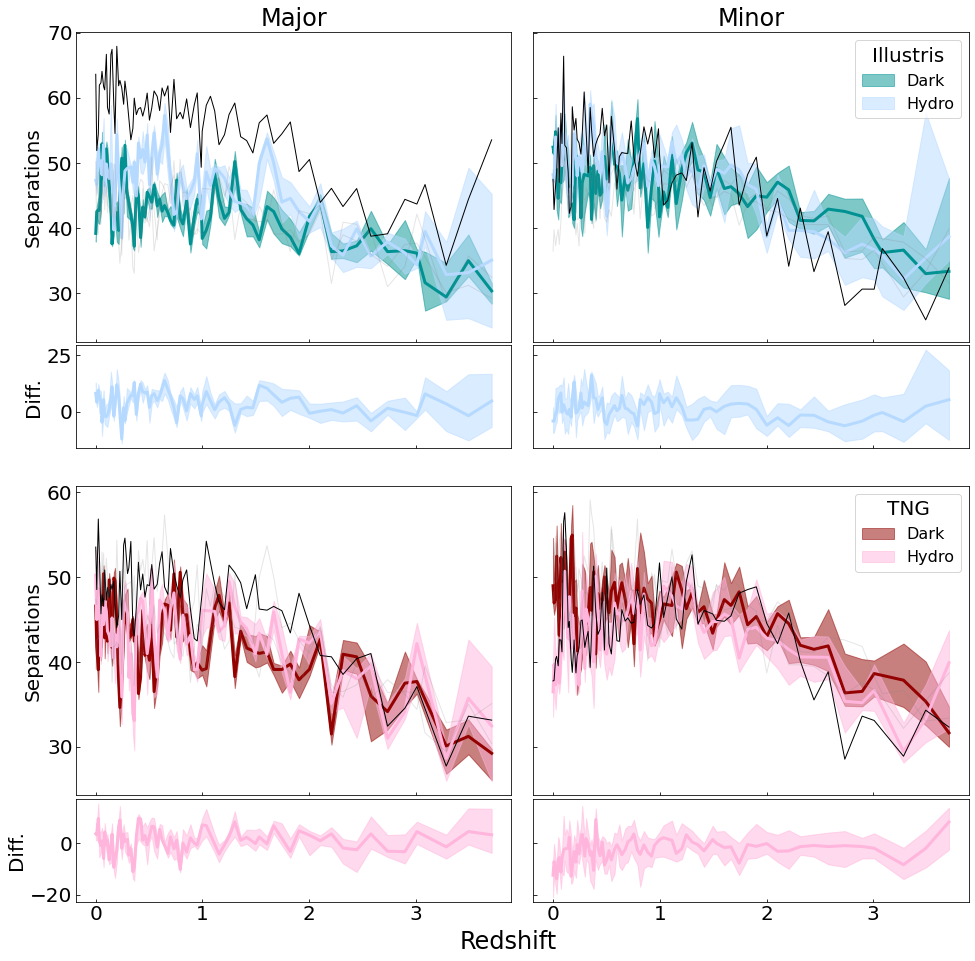 Major
Minor
70
60
50
40
30
Separations
Illustris
Dark
Hydro
25
0
Diff.
60
50
40
30
Separations
TNG
Dark
Hydro
0
−20
Diff.
0 1 2 3
0 1 2 3
Redshift